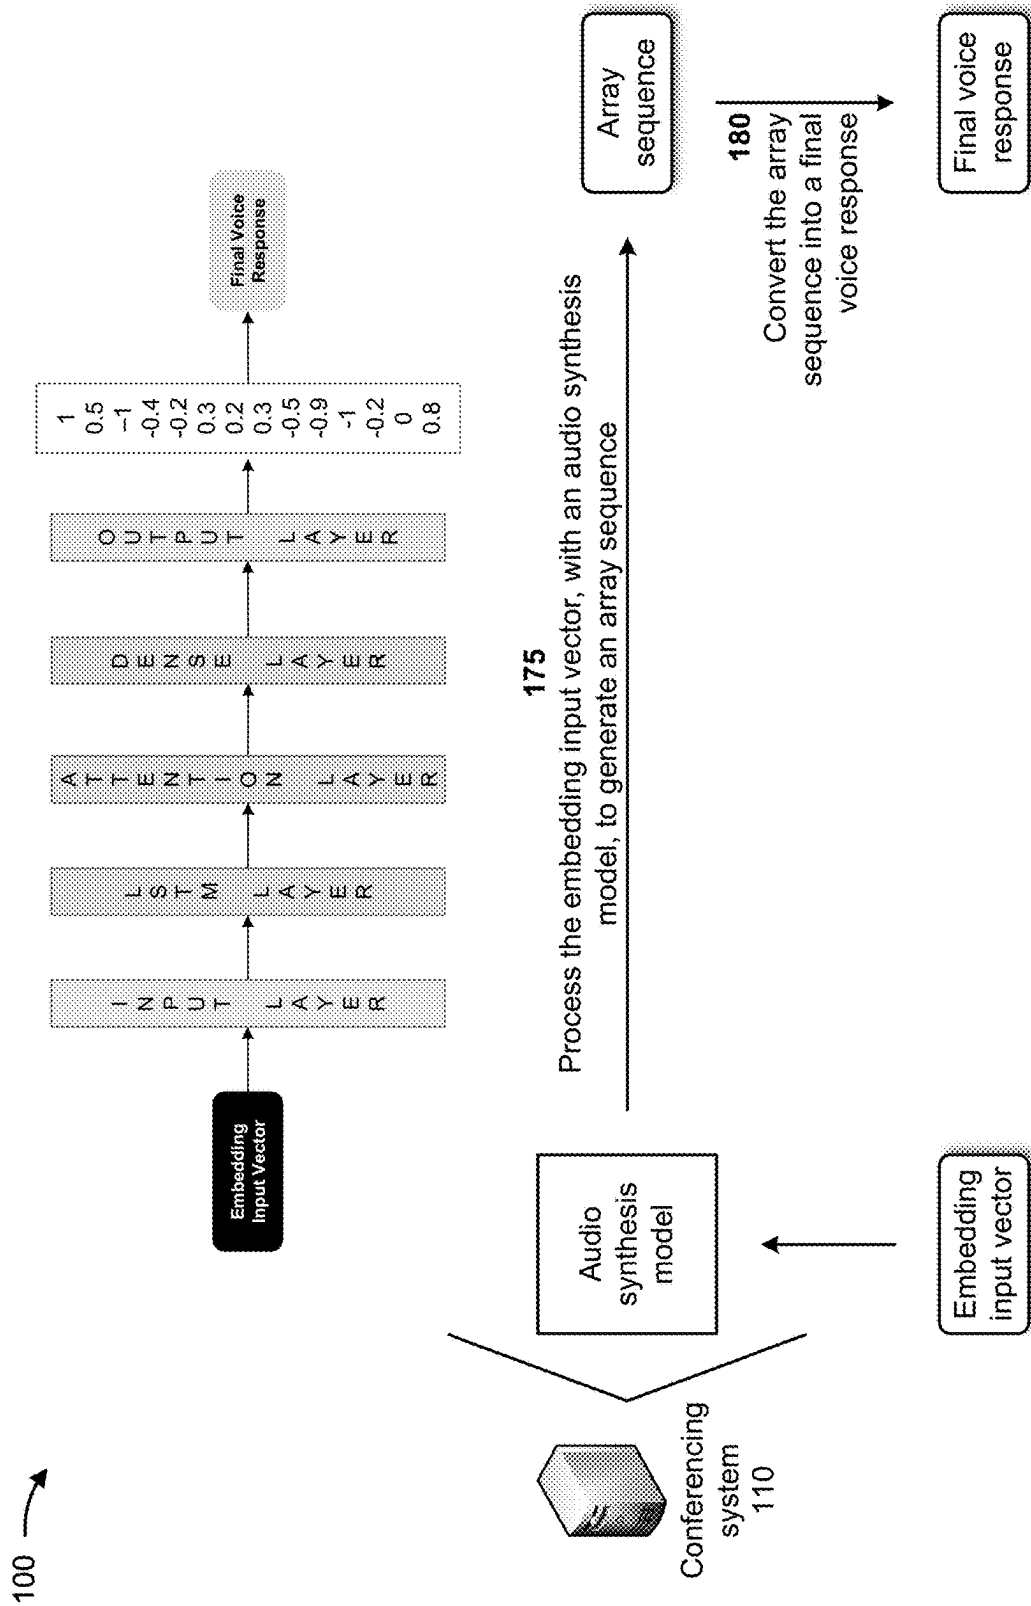 100
Embedding
Input Vector
INPUT LAYER
LSTM LAYER
ATTENTION LAYER
DENSE LAYER
OUTPUT LAYER
1
0.5
–1
-0.4
-0.2
0.3
0.2
0.3
-0.5
-0.9
-1
-0.2
0
0.8
Final Voice
Response
Conferencing
system
110
Audio
synthesis
model
Embedding
input vector
175
Process the embedding input vector, with an audio synthesis
model, to generate an array sequence
Array
sequence
180
Convert the array
sequence into a final
voice response
Final voice
response